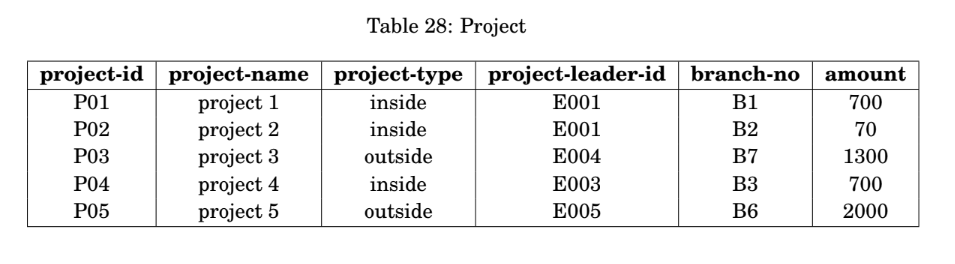 Table 28: Project
project-id project-name project-type project-leader-id branch-no amount
P01 project 1 inside E001 B1 700
P02 project 2 inside E001 B2 70
P03 project 3 outside E004 B7 1300
P04 project 4 inside E003 B3 700
P05 project 5 outside E005 B6 2000